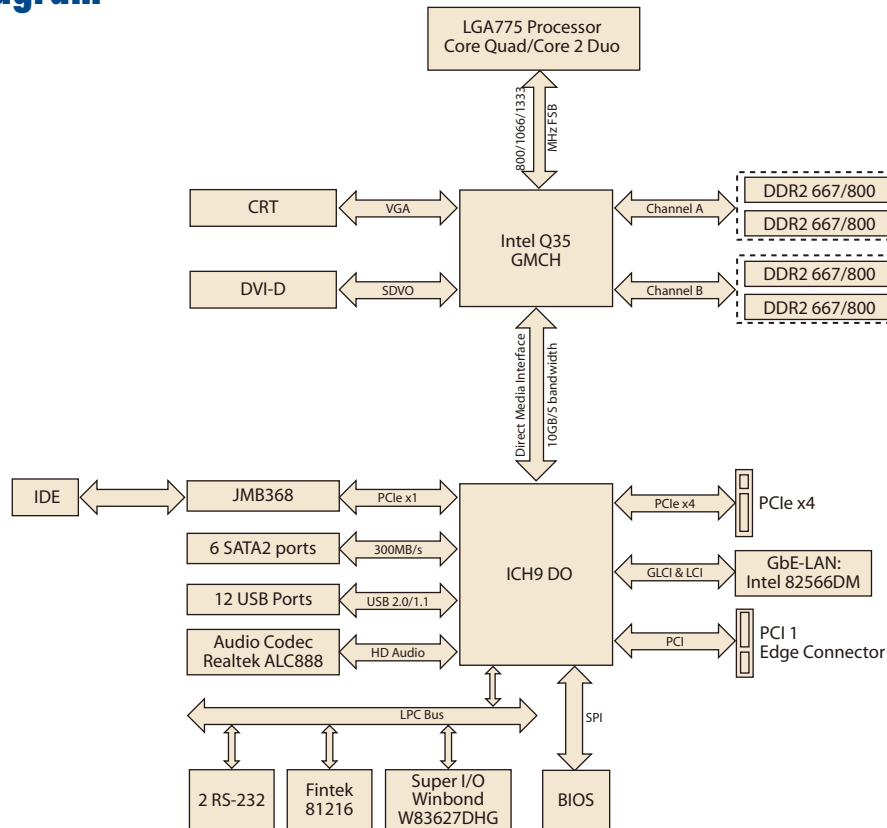 LGA775 Processor
Core Quad/Core 2 Duo
800/1066/1333
MHz FSB
CRT
VGA
Intel Q35
GMCH
Channel A
DDR2 667/800
DDR2 667/800
DVI-D
SDVO
Channel B
DDR2 667/800
DDR2 667/800
Direct Media Interface
10GB/S bandwidth
IDE
JMB368
PCIe x1
PCIe x4
PCIe x4
6 SATA2 ports
300MB/s
ICH9 DO
GLCI & LCI
GbE-LAN:
Intel 82566DM
12 USB Ports
USB 2.0/1.1
Audio Codec
Realtek ALC888
HD Audio
PCI
PCI 1
Edge Connector
LPC Bus
SPI
2 RS-232
Fintek
81216
Super I/O
Winbond
W83627DHG
BIOS